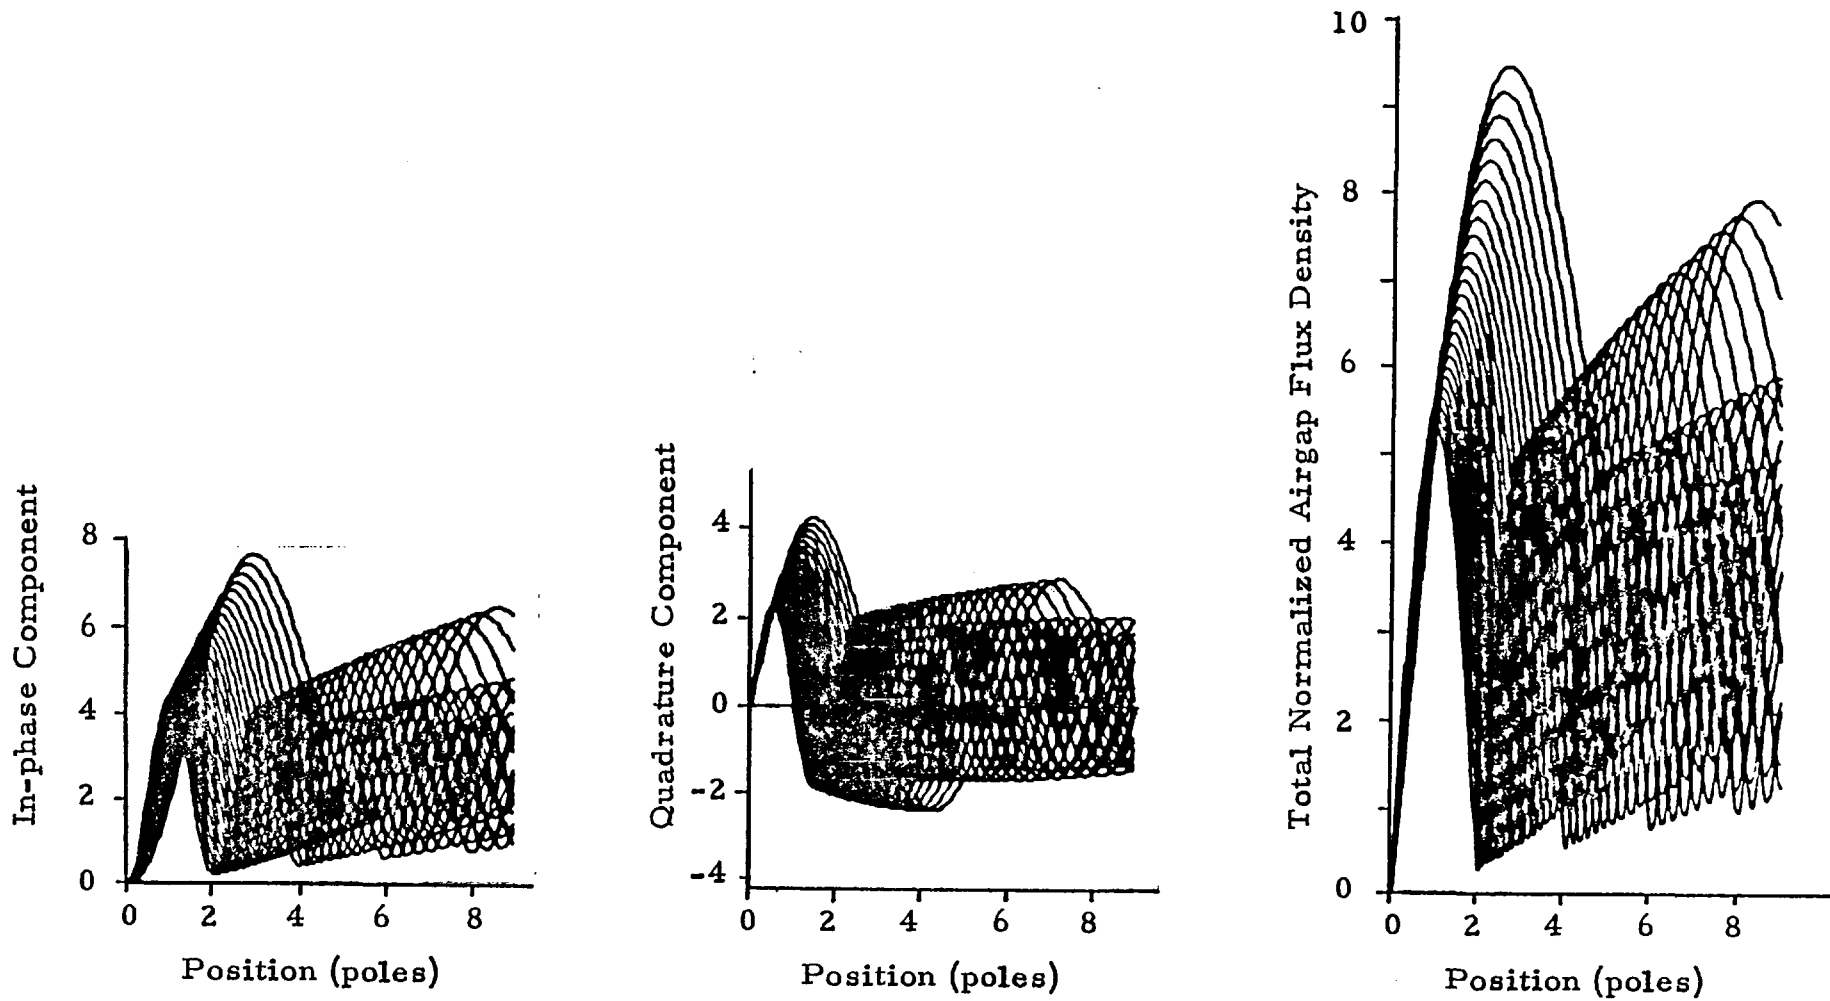 In-phase Component
8
6
4
2
0
0 2 4 6 8
Position (poles)
Quadrature Component
4
2
0
-2
-4
0 2 4 6 8
Position (poles)
Total Normalized Airgap Flux Density
10
8
6
4
2
0
0 2 4 6 8
Position (poles)